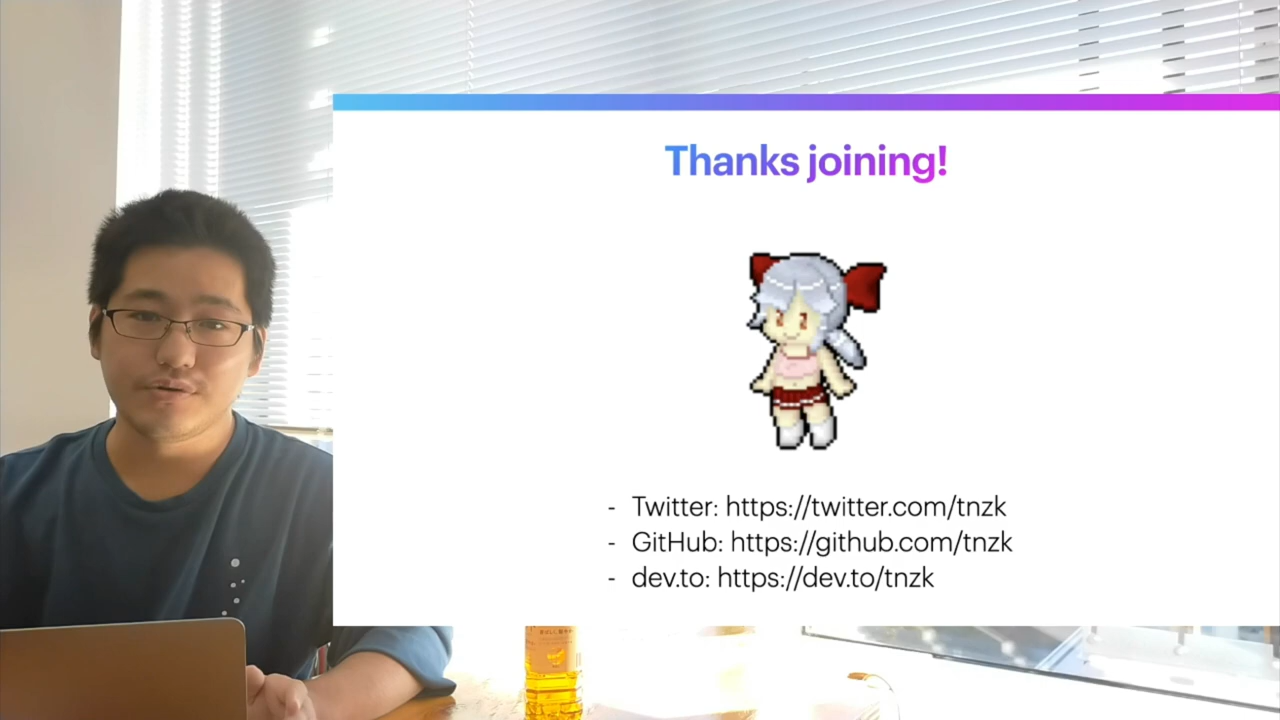 Thanks joining!
- Twitter: https://twitter.com/tnzk
- GitHub: https://github.com/tnzk
- dev.to: https://dev.to/tnzk